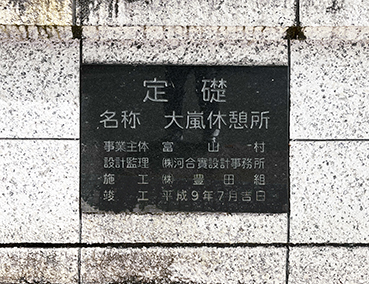 定礎
名称 大嵐休憩所
事業主体 富山村
設計監理 ㈱河合實設計事務所
施工 ㈱豊田組
竣工 平成9年7月吉日